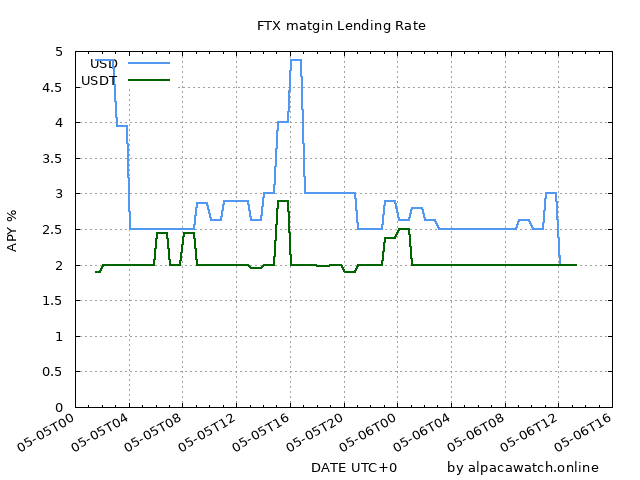 FTX matgin Lending Rate
USD
USDT
5
4.5
4
3.5
3
2.5
2
1.5
1
0.5
0
APY %
05-05T00
05-05T04
05-05T08
05-05T12
05-05T16
05-05T20
05-06T00
05-06T04
05-06T08
05-06T12
05-06T16
DATE UTC+0
by alpacawatch.online